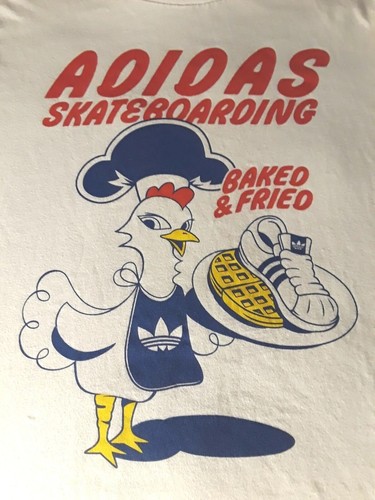 ADIDAS
SKATEBOARDING
BAKED
& FRIED